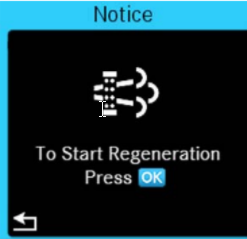 Notice
To Start Regeneration
Press OK